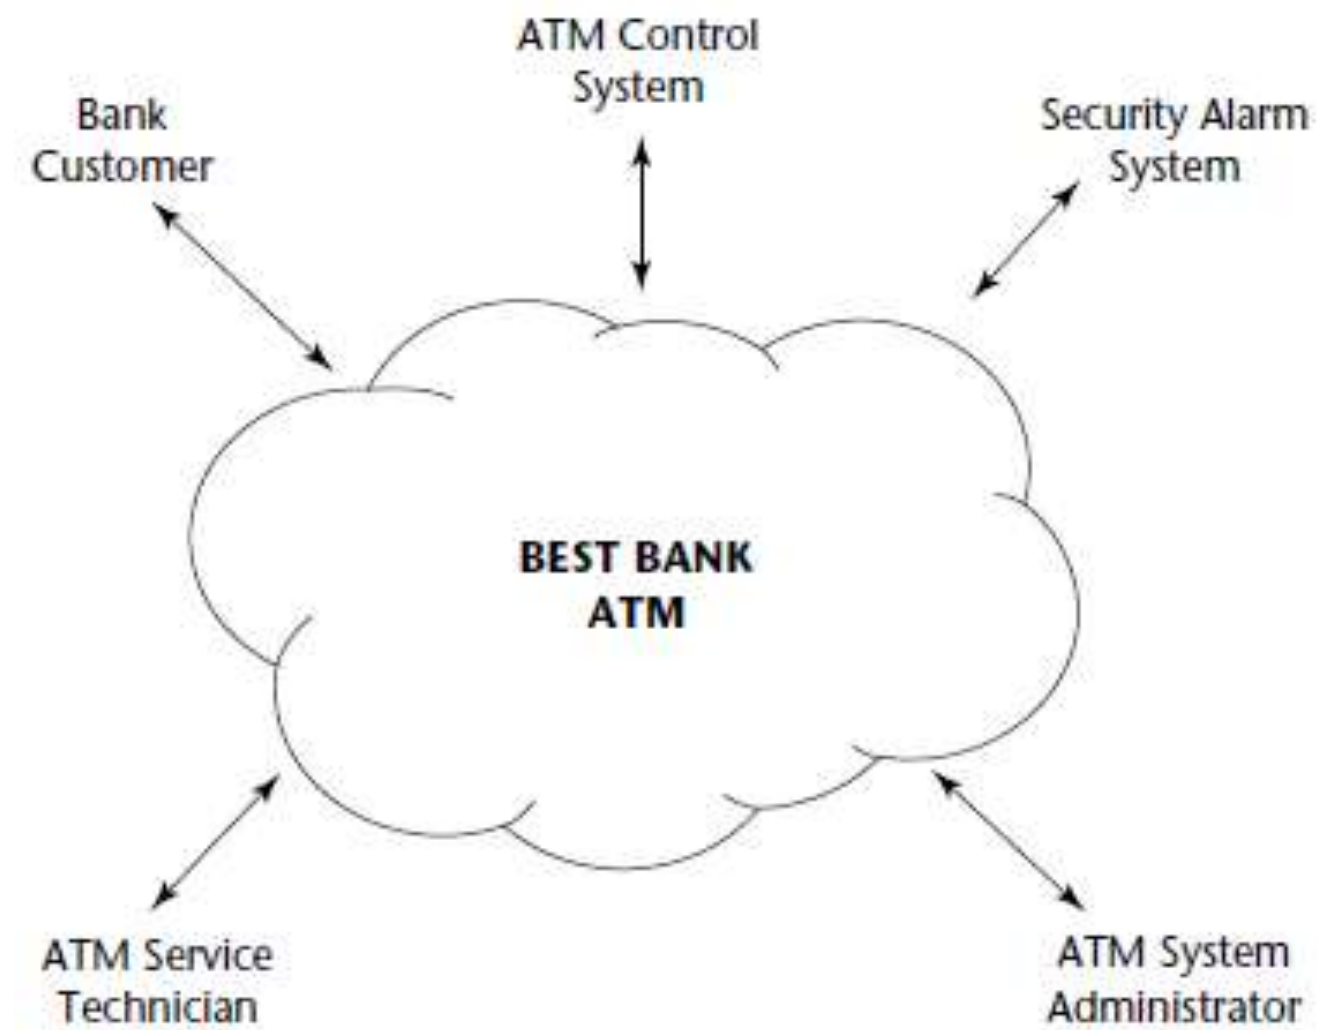 ATM Control
System
Bank
Customer
Security Alarm
System
BEST BANK
ATM
ATM Service
Technician
ATM System
Administrator